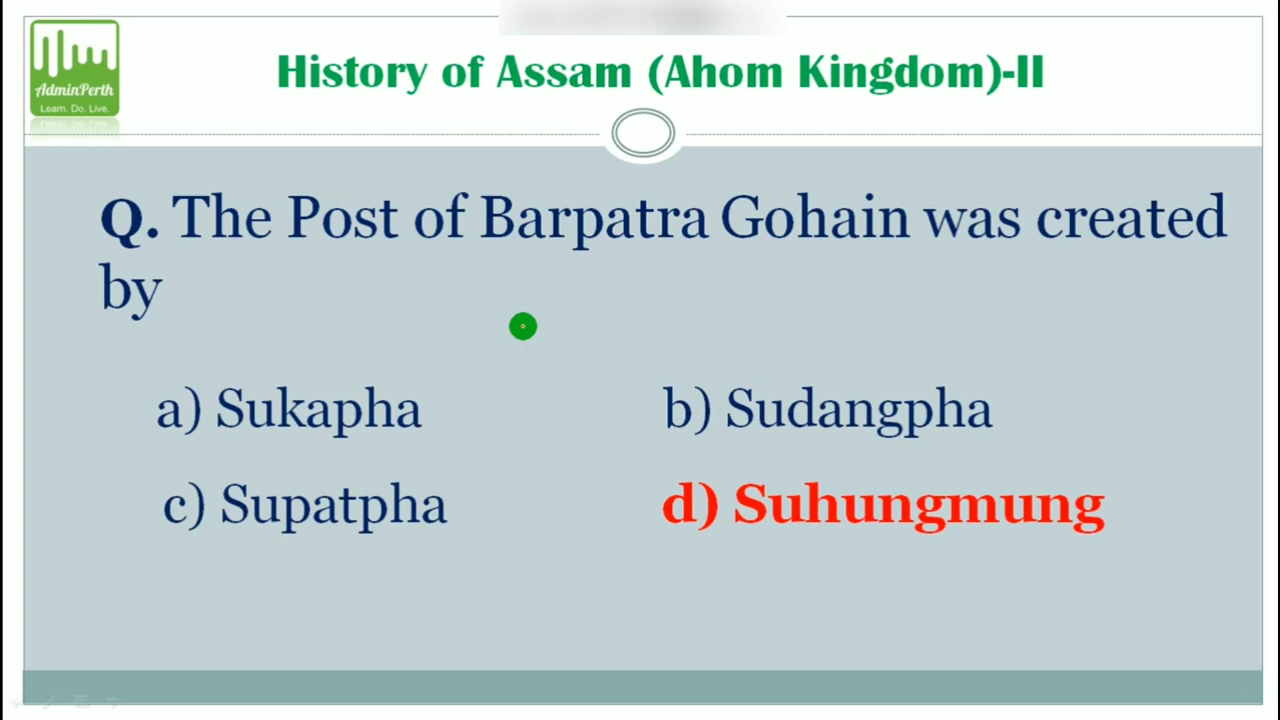 AdminPerth
Learn. Do. Live.
History of Assam (Ahom Kingdom)-II
Q. The Post of Barpatra Gohain was created
by
a) Sukapha b) Sudangpha
c) Supatpha d) Suhungmung